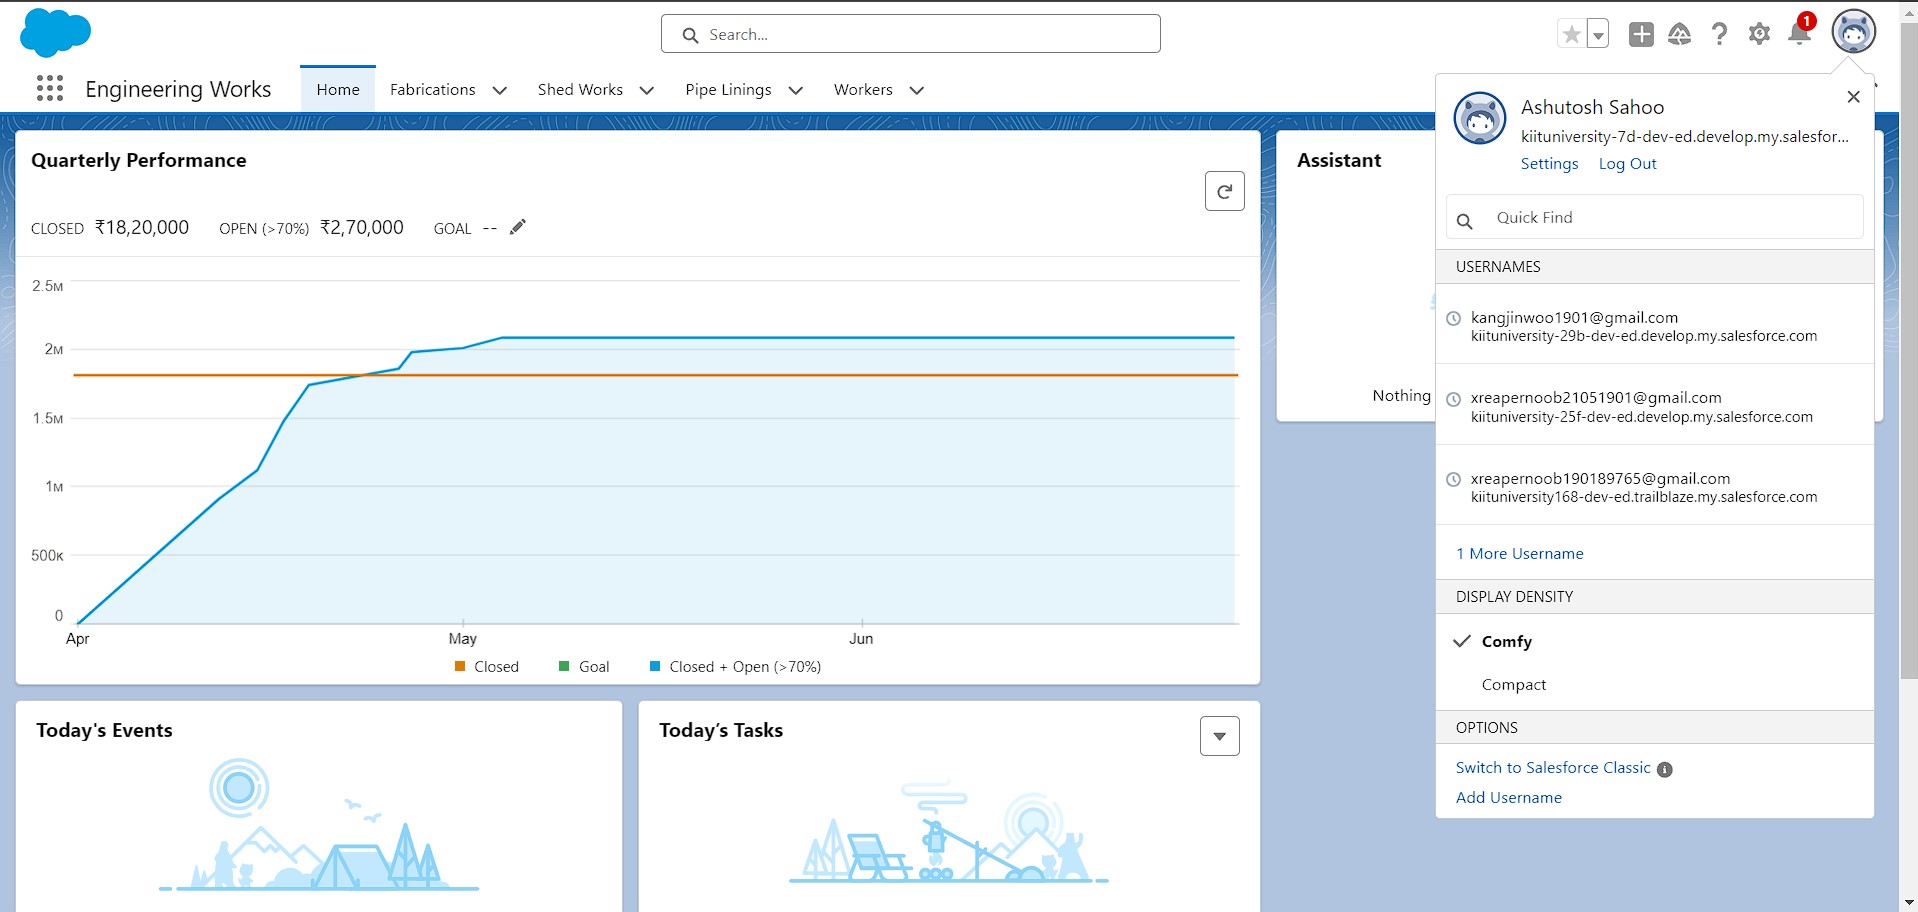 Search...
1
Engineering Works
Home
Fabrications
Shed Works
Pipe Linings
Workers
Quarterly Performance
CLOSED ₹18,20,000 OPEN (>70%) ₹2,70,000 GOAL --
2.5M
2M
1.5M
1M
500K
0
Apr May Jun
Closed Goal Closed + Open (>70%)
Assistant
Nothing
Today's Events
Today’s Tasks
Ashutosh Sahoo
kiituniversity-7d-dev-ed.develop.my.salesfor...
Settings Log Out
Quick Find
USERNAMES
kangjinwoo1901@gmail.com
kiituniversity-29b-dev-ed.develop.my.salesforce.com
xreapernoob21051901@gmail.com
kiituniversity-25f-dev-ed.develop.my.salesforce.com
xreapernoob190189765@gmail.com
kiituniversity168-dev-ed.trailblaze.my.salesforce.com
1 More Username
DISPLAY DENSITY
Comfy
Compact
OPTIONS
Switch to Salesforce Classic
Add Username